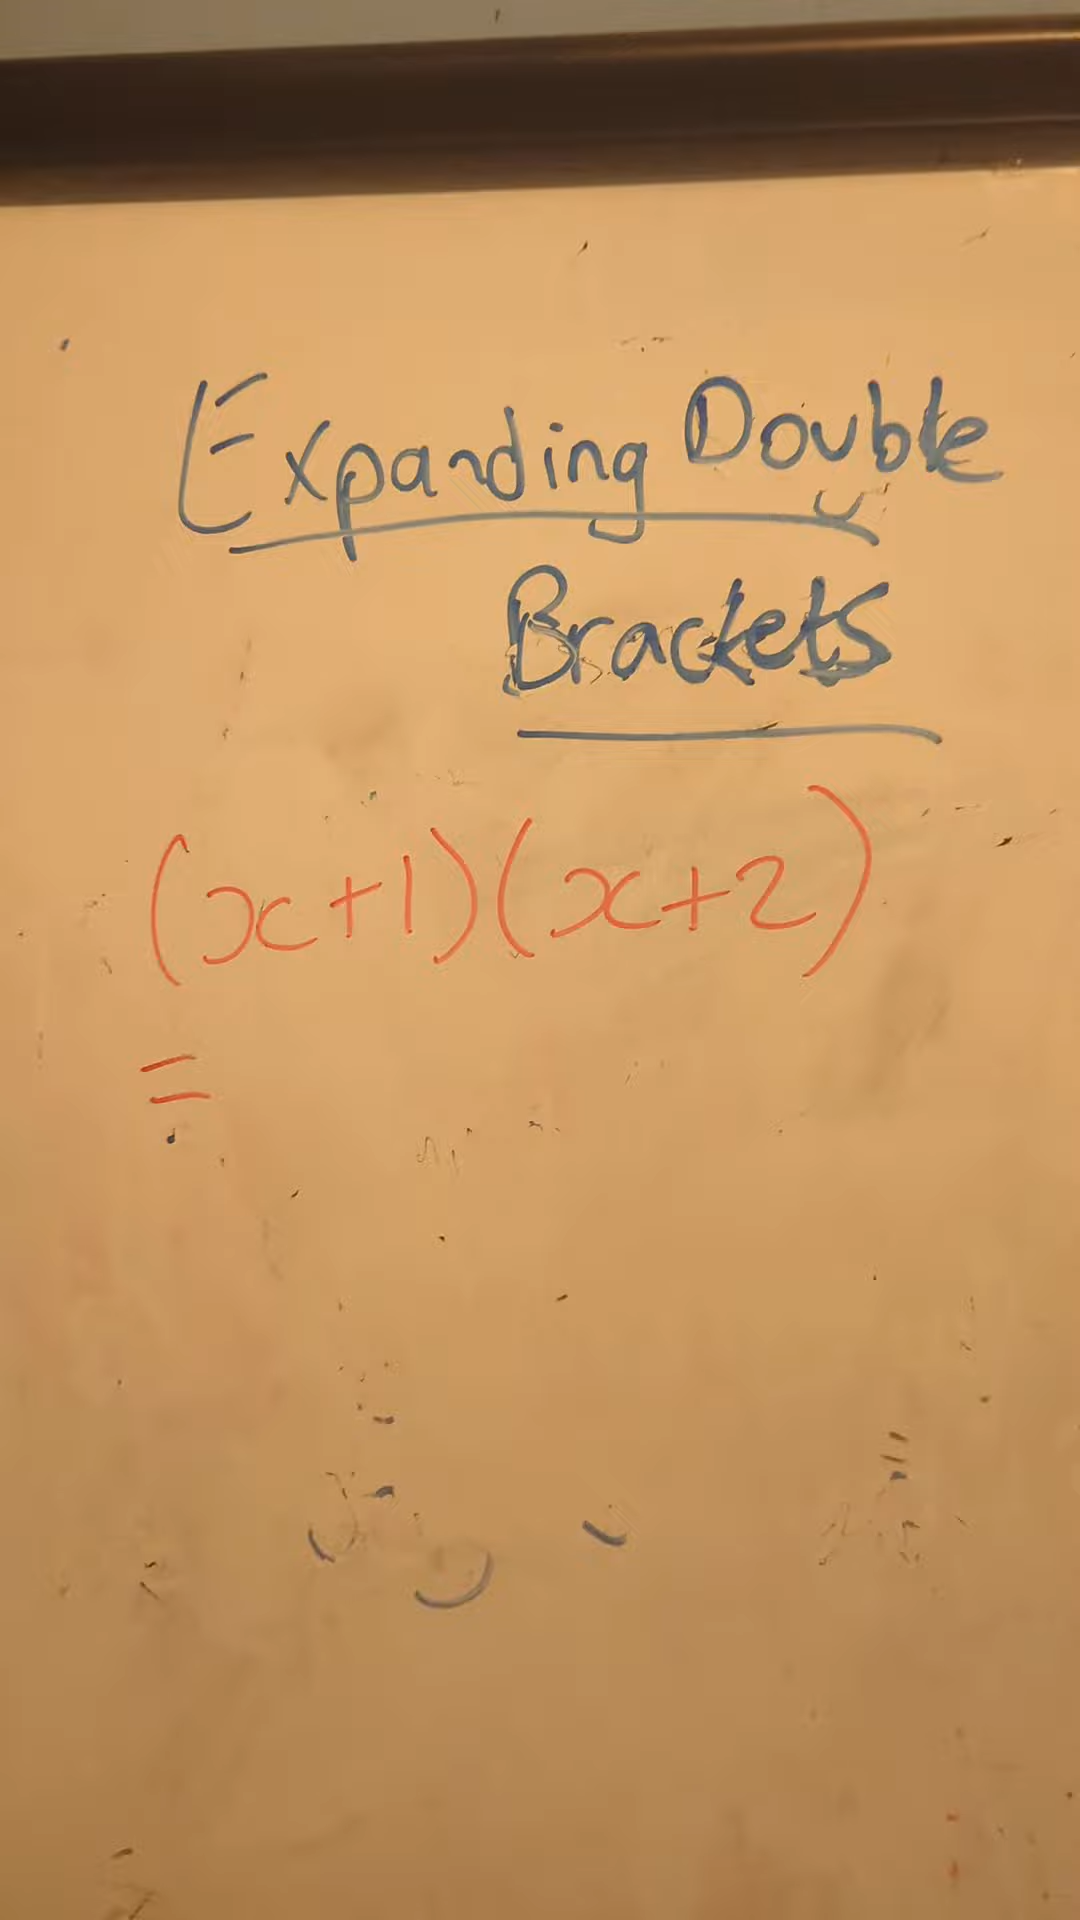 Expanding Double
Brackets
(x+1)(x+2)
=